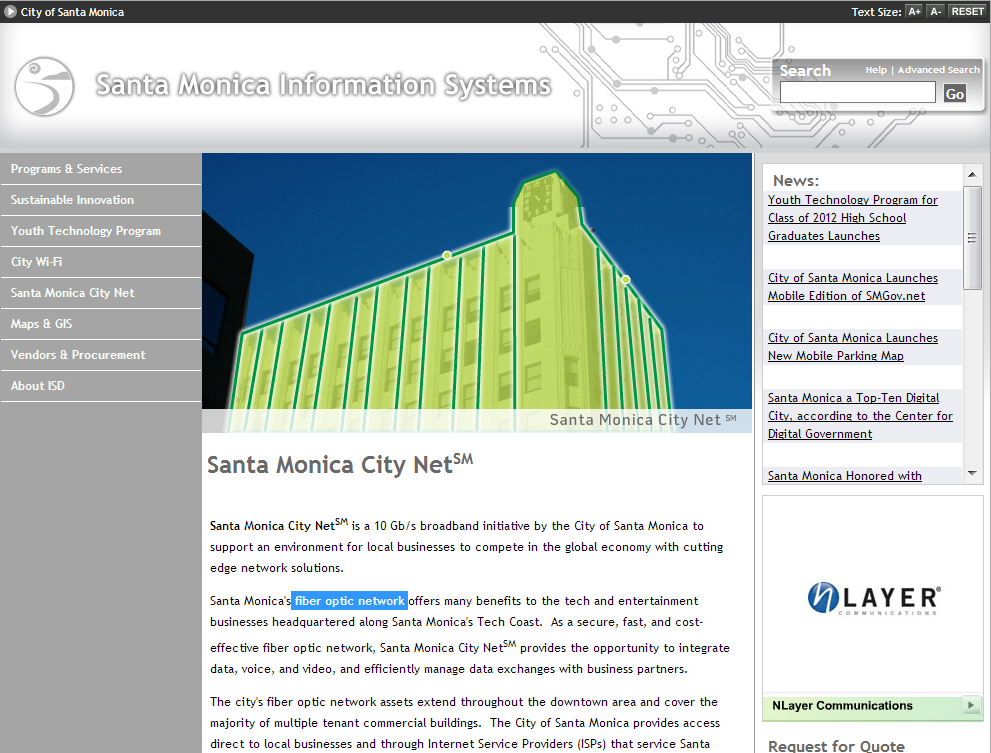 City of Santa Monica
Text Size: A+ A- RESET
Santa Monica Information Systems
Search
Help | Advanced Search
Go
Programs & Services
Sustainable Innovation
Youth Technology Program
City Wi-Fi
Santa Monica City Net
Maps & GIS
Vendors & Procurement
About ISD
Santa Monica City Net SM
Santa Monica City NetSM
Santa Monica City NetSM is a 10 Gb/s broadband initiative by the City of Santa Monica to
support an environment for local businesses to compete in the global economy with cutting
edge network solutions.
Santa Monica's fiber optic network offers many benefits to the tech and entertainment
businesses headquartered along Santa Monica's Tech Coast. As a secure, fast, and cost-
effective fiber optic network, Santa Monica City NetSM provides the opportunity to integrate
data, voice, and video, and efficiently manage data exchanges with business partners.
The city's fiber optic network assets extend throughout the downtown area and cover the
majority of multiple tenant commercial buildings. The City of Santa Monica provides access
direct to local businesses and through Internet Service Providers (ISPs) that service Santa
News:
Youth Technology Program for
Class of 2012 High School
Graduates Launches
City of Santa Monica Launches
Mobile Edition of SMGov.net
City of Santa Monica Launches
New Mobile Parking Map
Santa Monica a Top-Ten Digital
City, according to the Center for
Digital Government
Santa Monica Honored with
nLAYER®
COMMUNICATIONS
NLayer Communications
Request for Quote